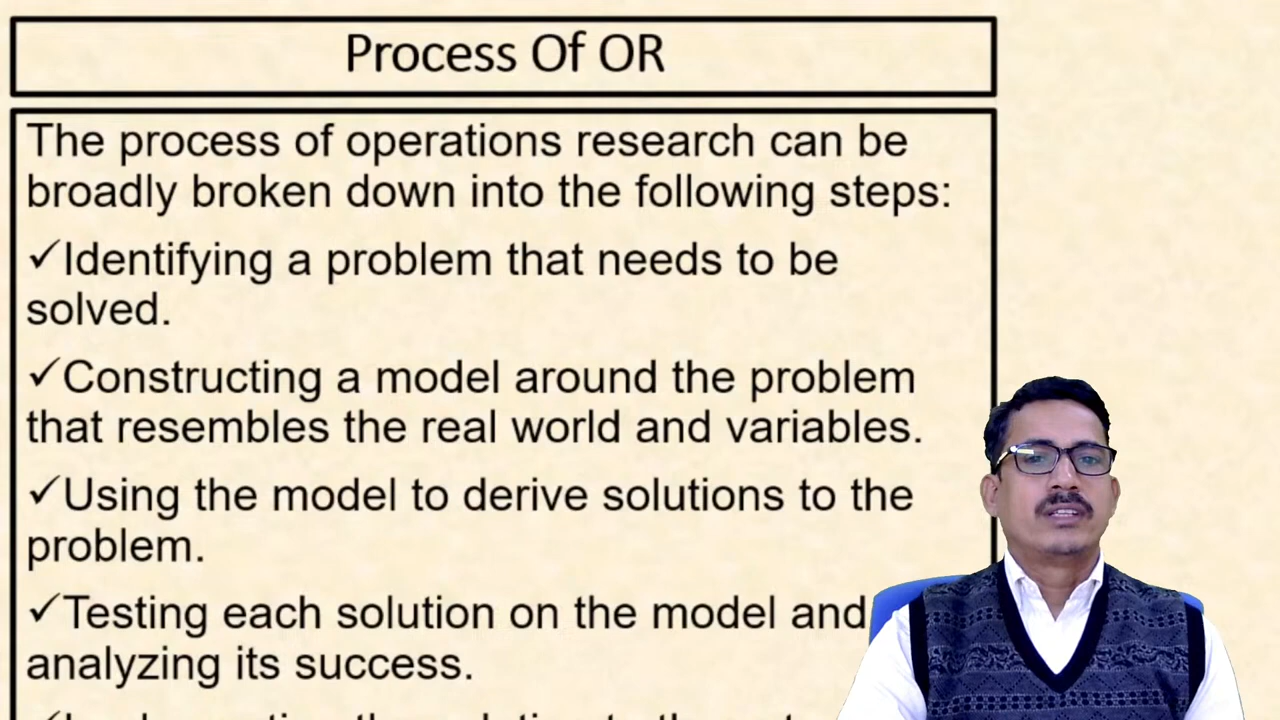 Process Of OR
The process of operations research can be
broadly broken down into the following steps:
✓Identifying a problem that needs to be
solved.
✓Constructing a model around the problem
that resembles the real world and variables.
✓Using the model to derive solutions to the
problem.
✓Testing each solution on the model and
analyzing its success.